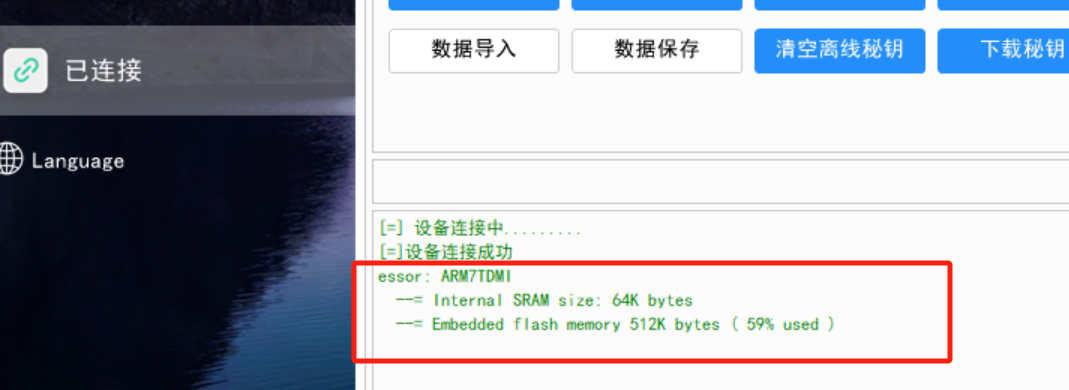 数据导入
数据保存
清空离线秘钥
下载秘钥
已连接
Language
[=] 设备连接中.........
[=]设备连接成功
essor: ARM7TDMI
--= Internal SRAM size: 64K bytes
--= Embedded flash memory 512K bytes ( 59% used )